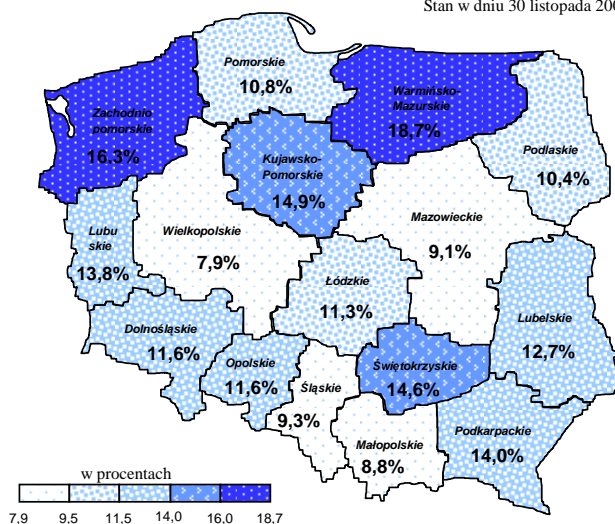 Stan w dniu 30 listopada
Pomorskie
10,8%
Warmińsko-
Mazurskie
18,7%
Zachodnio
pomorskie
16.3%
Podlaskie
10,4%
Kujawsko-
Pomorskie
14,9%
Mazowieckie
9,1%
Lubu
skie
13,8%
Wielkopolskie
7,9%
Łódzkie
11,3%
Lubelskie
12,7%
Dolnośląskie
11,6%
Opolskie
11,6%
Świętokrzyskie
14,6%
Śląskie
9,3%
Małopolskie
8,8%
Podkarpackie
14,0%
w procentach
7,9 9,5 11,5 14,0 16,0 18,7